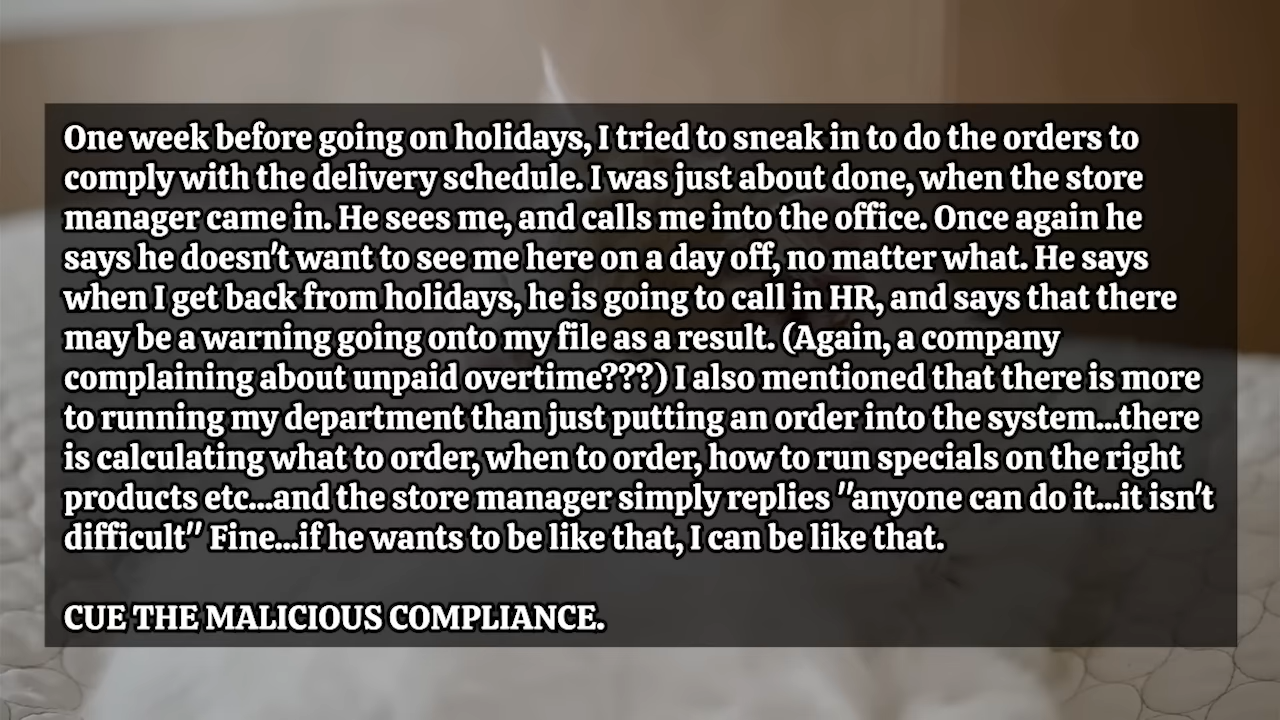 One week before going on holidays, I tried to sneak in to do the orders to
comply with the delivery schedule. I was just about done, when the store
manager came in. He sees me, and calls me into the office. Once again he
says he doesn't want to see me here on a day off, no matter what. He says
when I get back from holidays, he is going to call in HR, and says that there
may be a warning going onto my file as a result. (Again, a company
complaining about unpaid overtime???) I also mentioned that there is more
to running my department than just putting an order into the system...there
is calculating what to order, when to order, how to run specials on the right
products etc...and the store manager simply replies "anyone can do it...it isn't
difficult" Fine...if he wants to be like that, I can be like that.
CUE THE MALICIOUS COMPLIANCE.